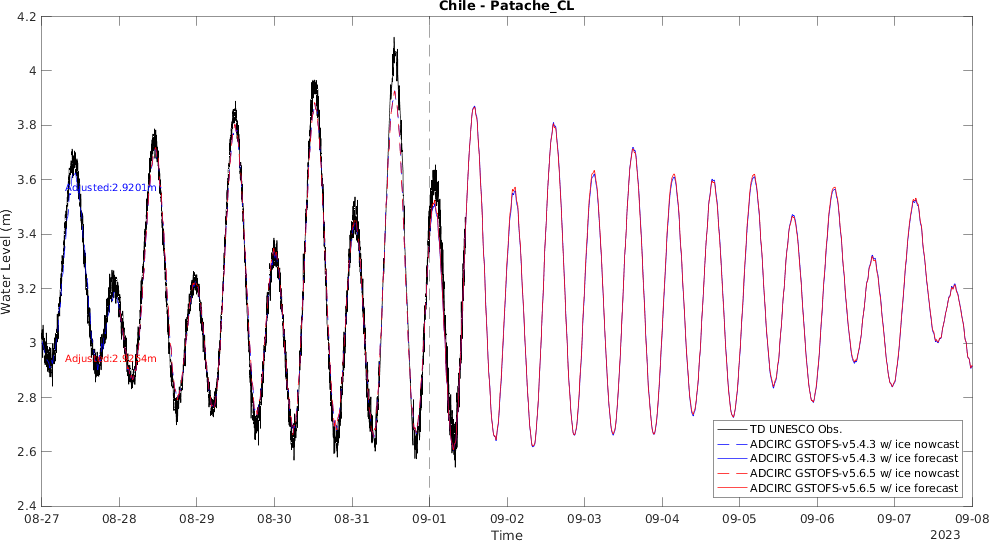 Chile - Patache_CL
4.2
4
3.8
3.6
3.4
3.2
3
2.8
2.6
2.4
Water Level (m)
Adjusted:2.9201m
Adjusted:2.9264m
TD UNESCO Obs.
ADCIRC GSTOFS-v5.4.3 w/ ice nowcast
ADCIRC GSTOFS-v5.4.3 w/ ice forecast
ADCIRC GSTOFS-v5.6.5 w/ ice nowcast
ADCIRC GSTOFS-v5.6.5 w/ ice forecast
08-27 08-28 08-29 08-30 08-31 09-01 09-02 09-03 09-04 09-05 09-06 09-07 09-08
Time
2023